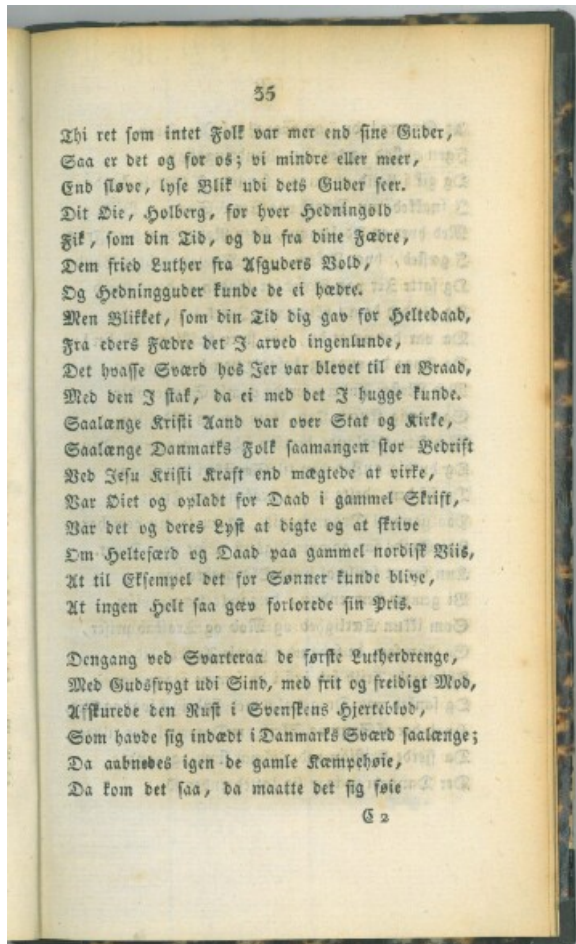 35
Thi ret som intet Folk var mer end sine Guder,
Saa er det og for os; vi mindre eller meer,
End sløve, lyse Blik udi dets Guder seer.
Dit Øie, Holberg, for hver Hedningold
Fik, som din Tid, og du fra dine Fædre,
Dem fried Luther fra Afguders Vold,
Og Hedningguder kunde de ei hædre.
Men Blikket, som din Tid dig gav for Heltedaad,
Fra eders Fædre det I arved ingenlunde,
Det hvasse Sværd hos Jer var blevet til en Braad,
Med den I stak, da ei med det I hugge kunde.
Saalænge Kristi Aand var over Stat og Kirke,
Saalænge Danmarks Folk saamangen stor Bedrift
Ved Jesu Kristi Kraft end mægtede at virke,
Var Øiet og opladt for Daad i gammel Skrift,
Var det og deres Lyst at digte og at skrive
Om Heltefærd og Daad paa gammel nordisk Viis,
At til Eksempel det for Sønner kunde blive,
At ingen Helt saa gæv forlorede sin Pris.
Dengang ved Svarteraa de første Lutherdrenge,
Med Gudsfrygt udi Sind, med frit og freidigt Mod,
Afskurede den Rust i Svenskens Hjerteblod,
Som havde sig indædt i Danmarks Sværd saalænge;
Da aabnedes igen de gamle Kæmpehøie,
Da kom det saa, da maatte det sig føie
C 2